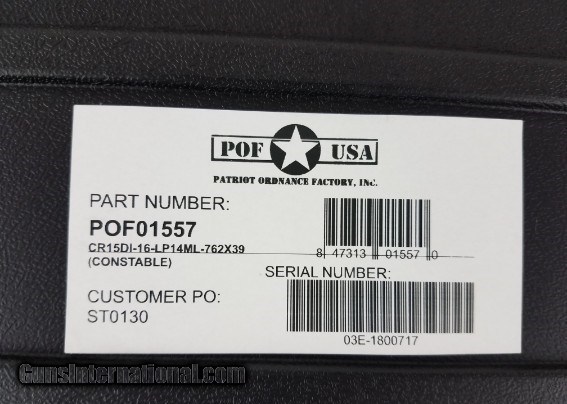 POF USA
PATRIOT ORDNANCE FACTORY, INC.
PART NUMBER:
POF01557
CR15DI-16-LP14ML-762X39
(CONSTABLE)
8 47313 01557 0
SERIAL NUMBER:
03E-1800717
CUSTOMER PO:
ST0130
GunsInternational.com